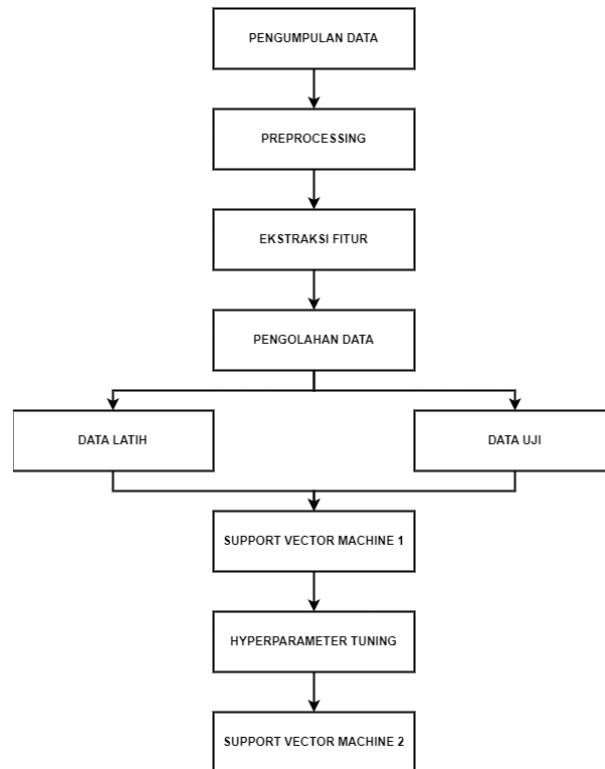 PENGUMPULAN DATA
PREPROCESSING
EKSTRAKSI FITUR
PENGOLAHAN DATA
DATA LATIH
DATA UJI
SUPPORT VECTOR MACHINE 1
HYPERPARAMETER TUNING
SUPPORT VECTOR MACHINE 2